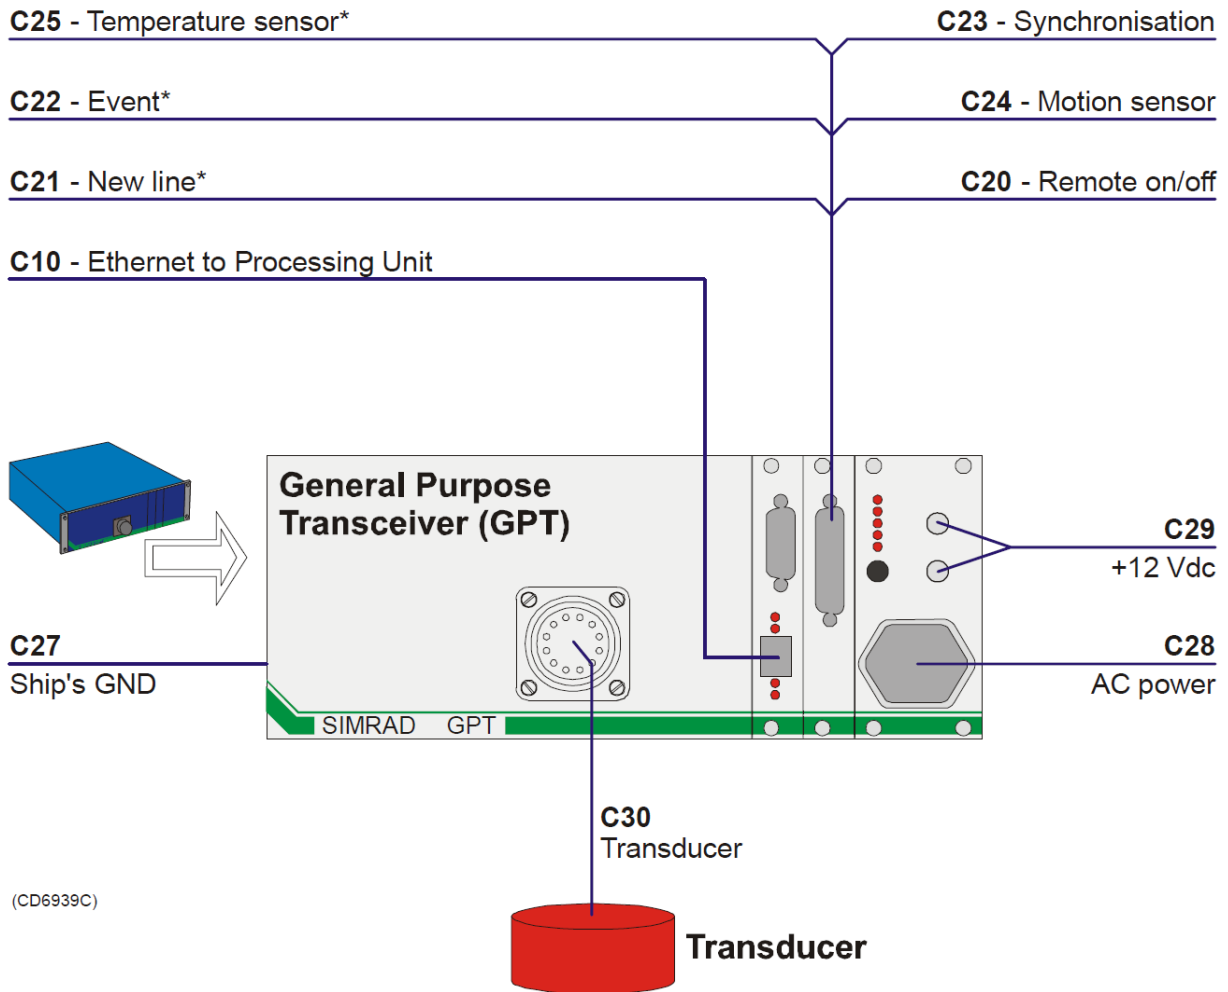 C25 - Temperature sensor*
C23 - Synchronisation
C22 - Event*
C24 - Motion sensor
C21 - New line*
C20 - Remote on/off
C10 - Ethernet to Processing Unit
General Purpose
Transceiver (GPT)
C29
+12 Vdc
C27
Ship's GND
C28
AC power
SIMRAD GPT
C30
Transducer
(CD6939C)
Transducer